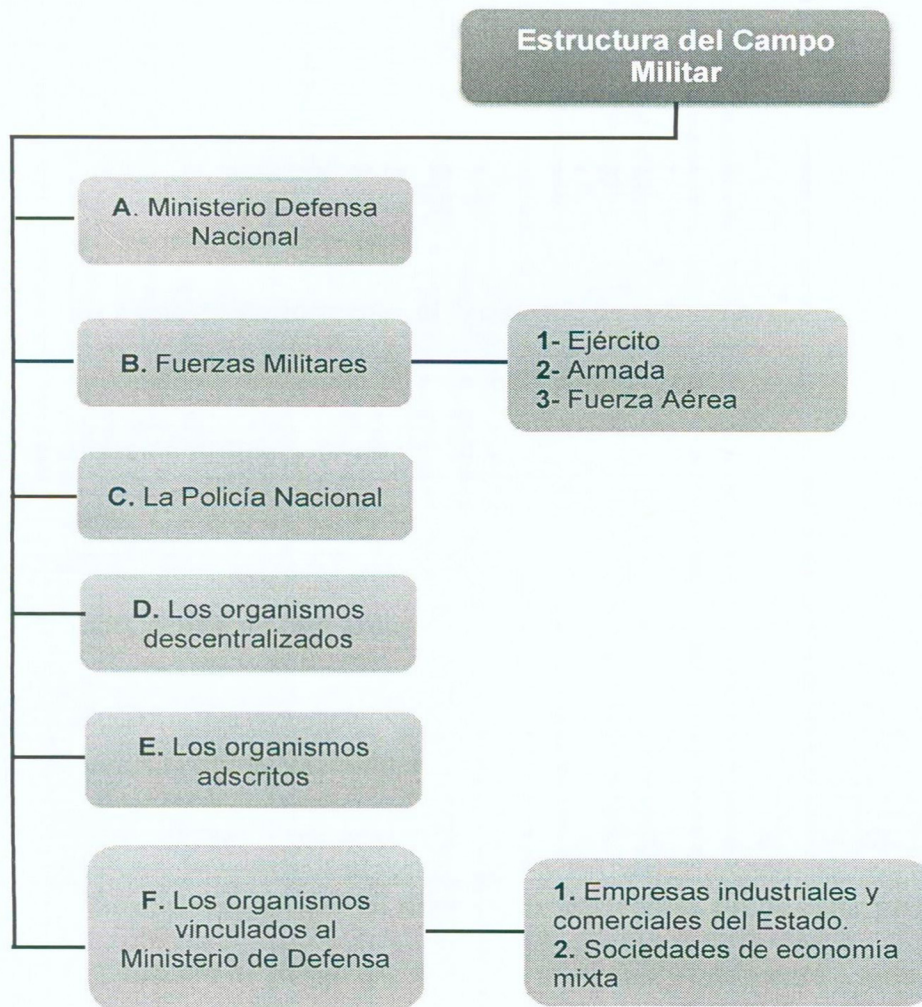 Estructura del Campo
Militar
A. Ministerio Defensa
Nacional
B. Fuerzas Militares
1- Ejército
2- Armada
3- Fuerza Aérea
C. La Policía Nacional
D. Los organismos
descentralizados
E. Los organismos
adscritos
F. Los organismos
vinculados al
Ministerio de Defensa
1. Empresas industriales y
comerciales del Estado.
2. Sociedades de economía
mixta